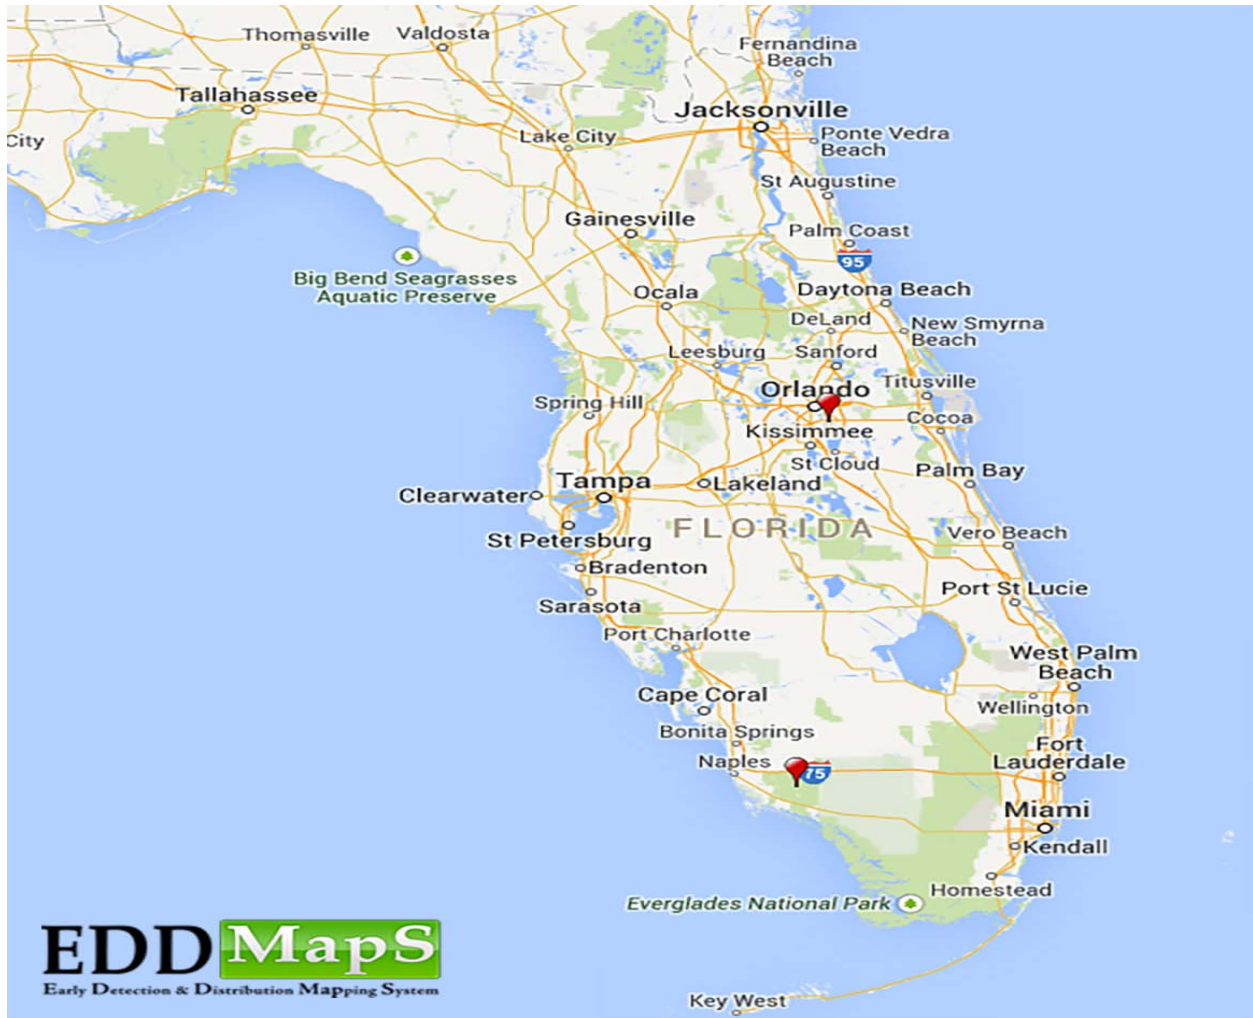 Thomasville
Valdosta
Fernandina
Beach
Tallahassee
Jacksonville
City
Lake City
Ponte Vedra
Beach
St Augustine
Gainesville
Palm Coast
95
Big Bend Seagrasses
Aquatic Preserve
Ocala
Daytona Beach
DeLand
New Smyrna
Beach
Leesburg
Sanford
Orlando
Titusville
Spring Hill
Cocoa
Kissimmee
St Cloud
Palm Bay
Tampa
Lakeland
Clearwater
FLORIDA
Vero Beach
St Petersburg
Bradenton
Port St Lucie
Sarasota
Port Charlotte
West Palm
Beach
Cape Coral
Wellington
Bonita Springs
Naples
75
Fort
Lauderdale
Miami
Kendall
Homestead
Everglades National Park
EDDMapS
Early Detection & Distribution Mapping System
Key West